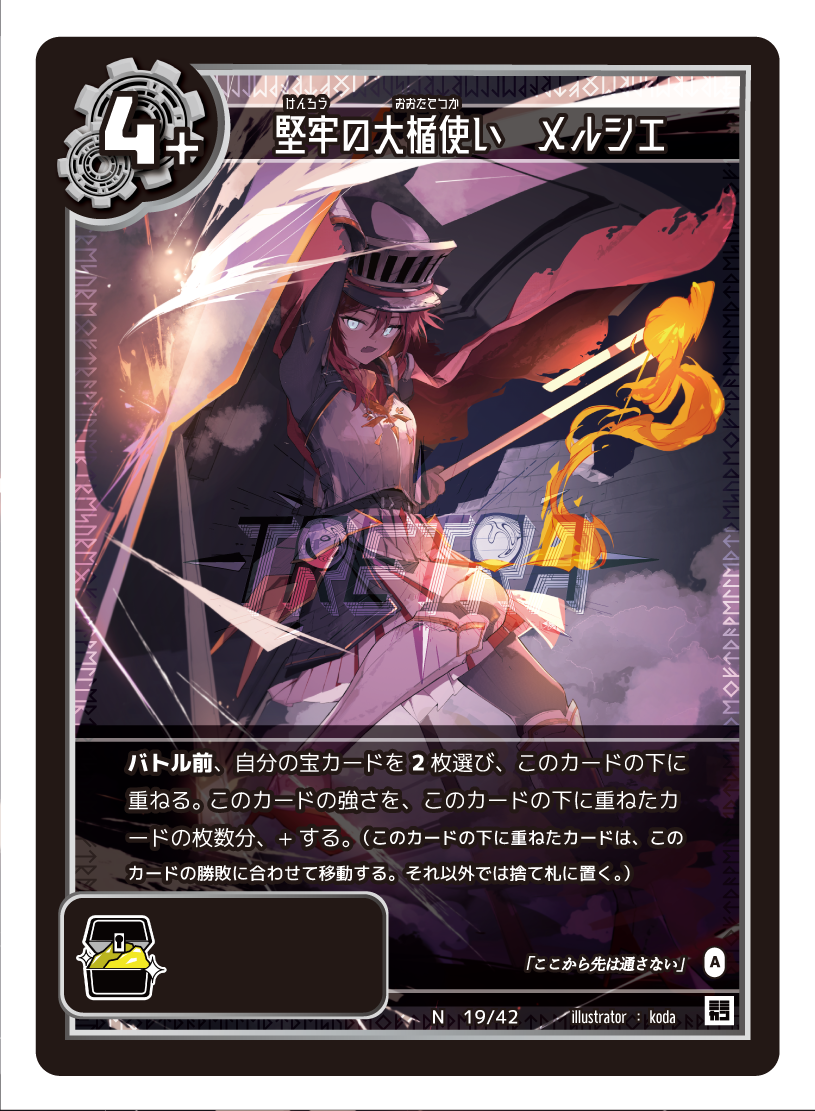 4+
けんろう おおたてつか
堅牢の大楯使い メルシエ
TREASURA
バトル前、自分の宝カードを2枚選び、このカードの下に
重ねる。このカードの強さを、このカードの下に重ねたカ
ードの枚数分、+する。（このカードの下に重ねたカードは、この
カードの勝敗に合わせて移動する。それ以外では捨て札に置く。）
「ここから先は通さない」 A
N 19/42 illustrator : koda